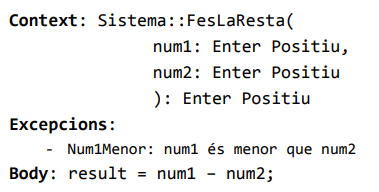 Context: Sistema::FesLaResta(
num1: Enter Positiu,
num2: Enter Positiu
): Enter Positiu
Excepcions:
- Num1Menor: num1 és menor que num2
Body: result = num1 – num2;